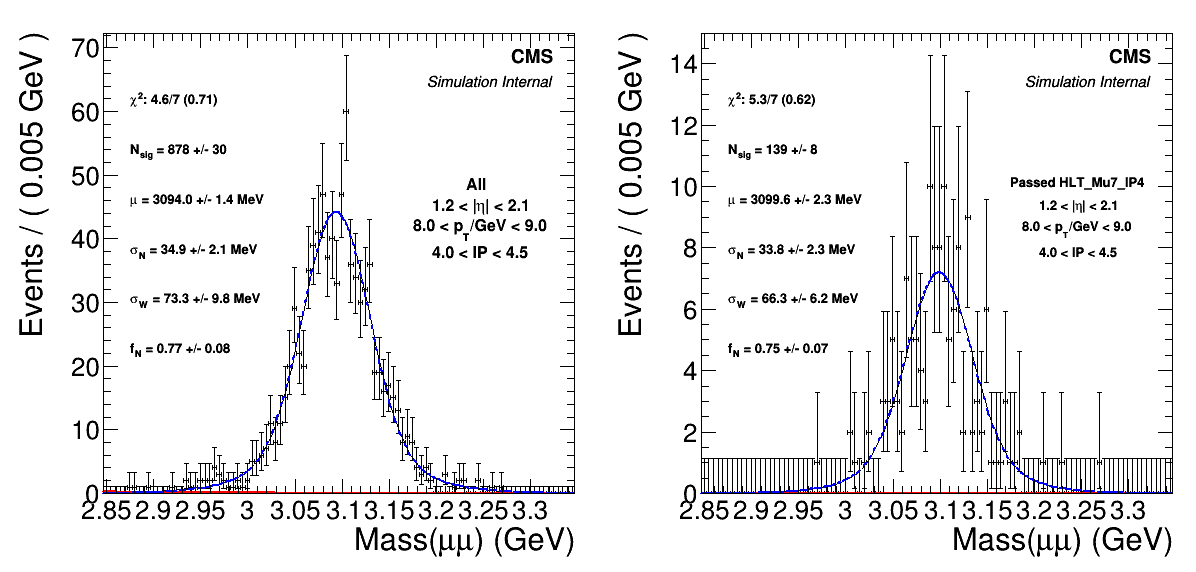 Events / ( 0.005 GeV )
70
60
50
40
30
20
10
0
CMS
Simulation Internal
χ²: 4.6/7 (0.71)
N_sig = 878 +/- 30
μ = 3094.0 +/- 1.4 MeV
σ_N = 34.9 +/- 2.1 MeV
σ_W = 73.3 +/- 9.8 MeV
f_N = 0.77 +/- 0.08
All
1.2 < |η| < 2.1
8.0 < p_T/GeV < 9.0
4.0 < IP < 4.5
2.85 2.9 2.95 3 3.05 3.1 3.15 3.2 3.25 3.3
Mass(μμ) (GeV)
Events / ( 0.005 GeV )
14
12
10
8
6
4
2
0
CMS
Simulation Internal
χ²: 5.3/7 (0.62)
N_sig = 139 +/- 8
μ = 3099.6 +/- 2.3 MeV
σ_N = 33.8 +/- 2.3 MeV
σ_W = 66.3 +/- 6.2 MeV
f_N = 0.75 +/- 0.07
Passed HLT_Mu7_IP4
1.2 < |η| < 2.1
8.0 < p_T/GeV < 9.0
4.0 < IP < 4.5
2.85 2.9 2.95 3 3.05 3.1 3.15 3.2 3.25 3.3
Mass(μμ) (GeV)